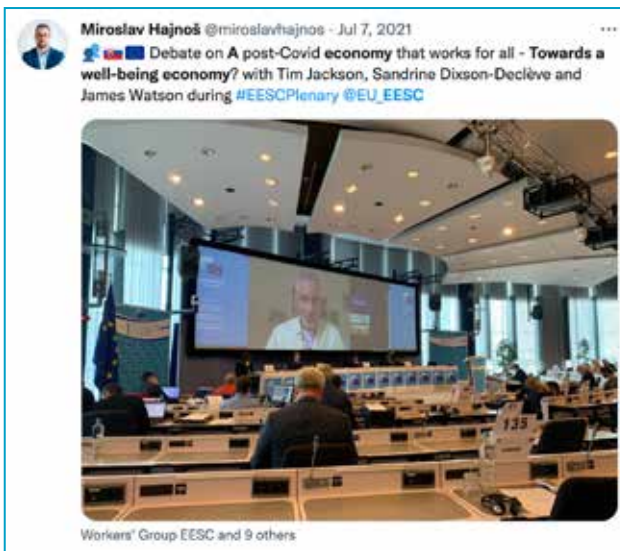 Miroslav Hajnoš @miroslavhajnos · Jul 7, 2021 ...
🗣️🇸🇰🇪🇺 Debate on A post-Covid economy that works for all - Towards a
well-being economy? with Tim Jackson, Sandrine Dixson-Declève and
James Watson during #EESCPlenary @EU_EESC
135
Workers' Group EESC and 9 others